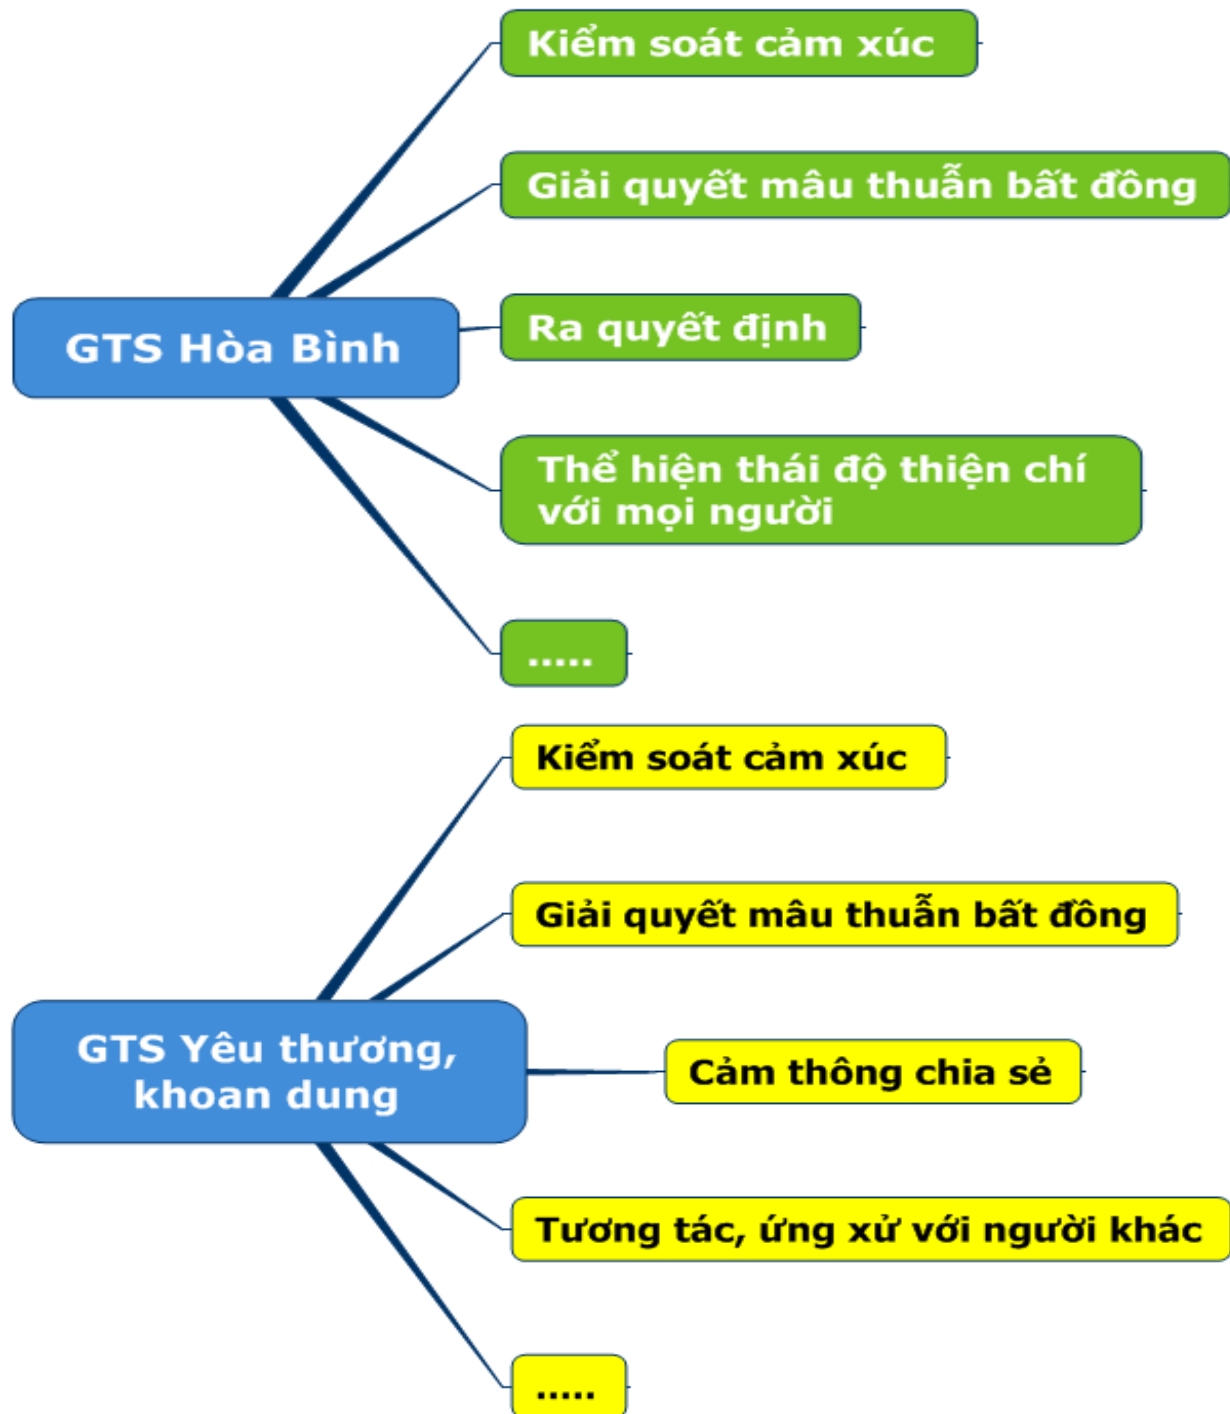 Kiểm soát cảm xúc
Giải quyết mâu thuẫn bất đồng
GTS Hòa Bình
Ra quyết định
Thể hiện thái độ thiện chí
với mọi người
.....
Kiểm soát cảm xúc
Giải quyết mâu thuẫn bất đồng
GTS Yêu thương,
khoan dung
Cảm thông chia sẻ
Tương tác, ứng xử với người khác
.....